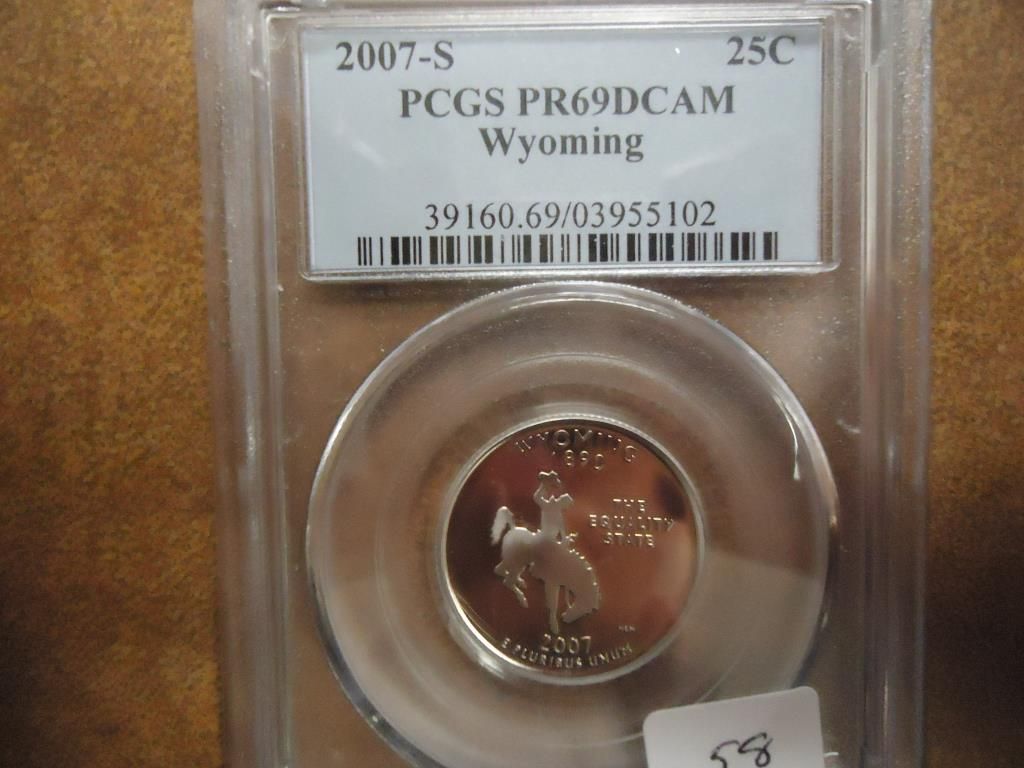 2007-S 25C
PCGS PR69DCAM
Wyoming
39160.69/03955102
WYOMING
1890
THE
EQUALITY
STATE
2007
E PLURIBUS UNUM
58